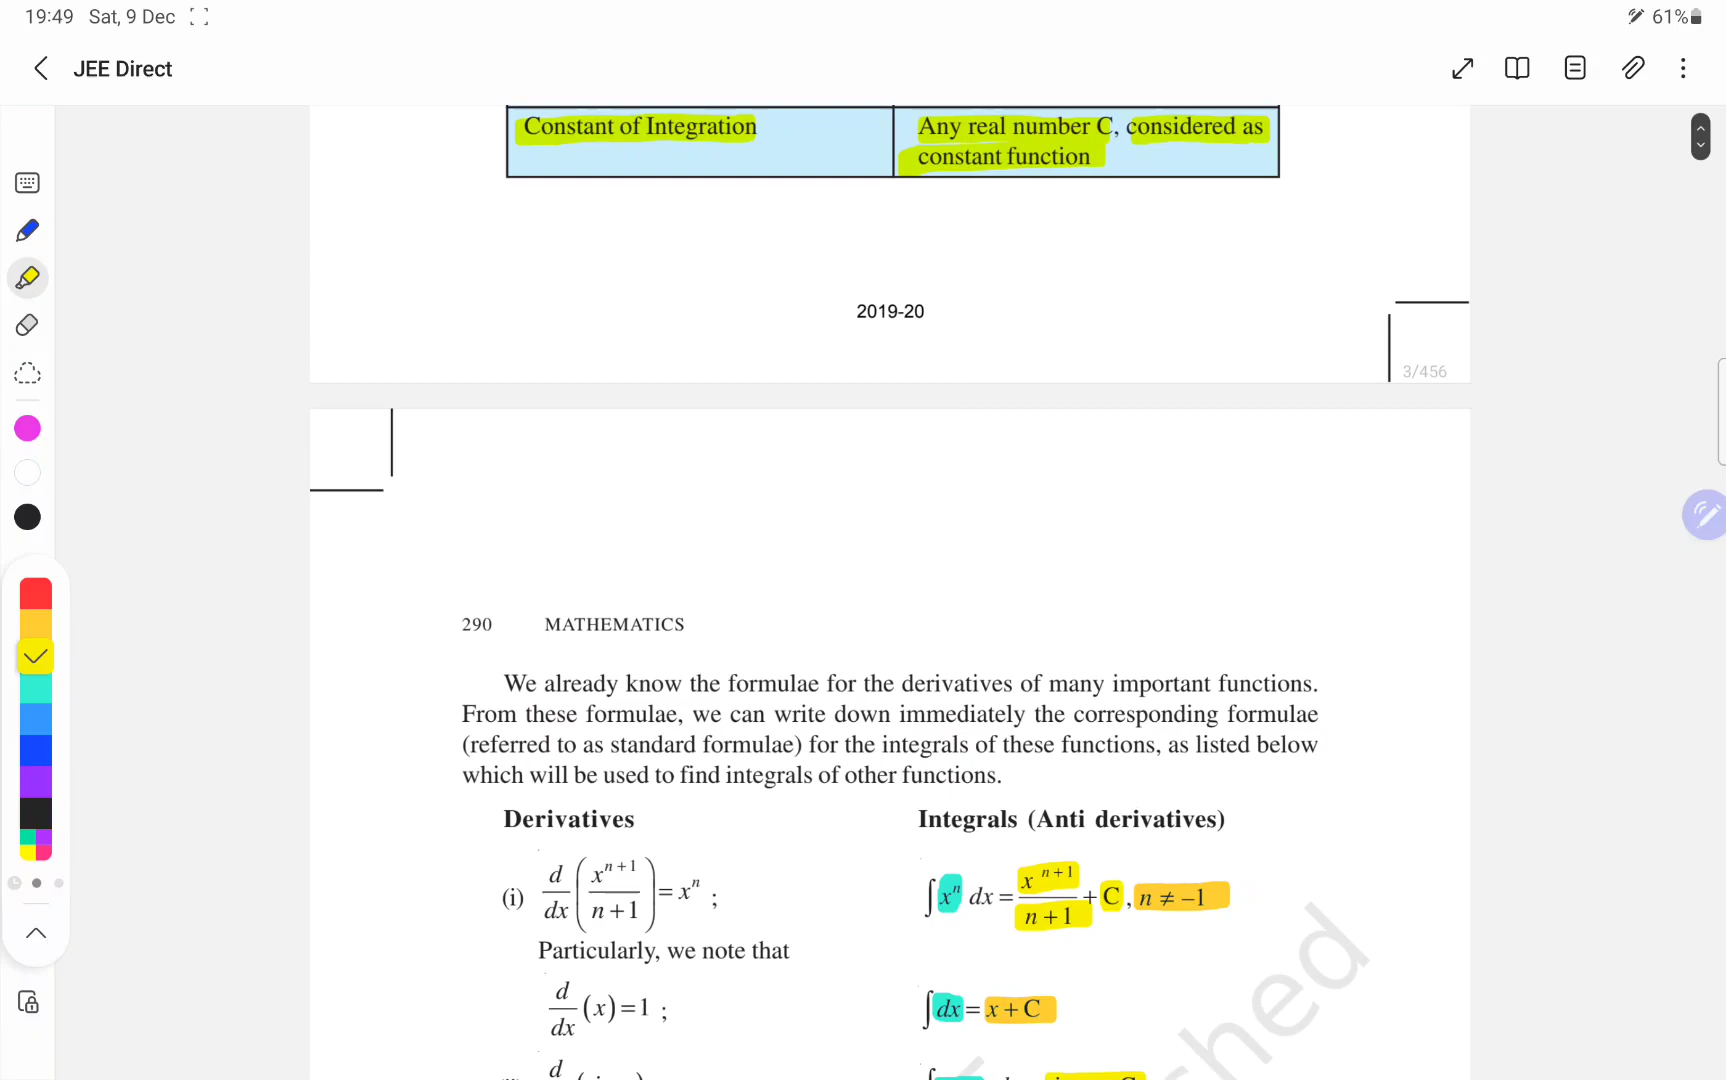 19:49 Sat, 9 Dec
61%
JEE Direct
Constant of Integration
Any real number C, considered as
constant function
2019-20
3/456
290 MATHEMATICS
We already know the formulae for the derivatives of many important functions.
From these formulae, we can write down immediately the corresponding formulae
(referred to as standard formulae) for the integrals of these functions, as listed below
which will be used to find integrals of other functions.
Derivatives
Integrals (Anti derivatives)
(i) d/dx (x^(n+1)/(n+1)) = x^n ;
∫ x^n dx = x^(n+1)/(n+1) + C, n ≠ –1
Particularly, we note that
d/dx (x) = 1 ;
∫ dx = x + C
d